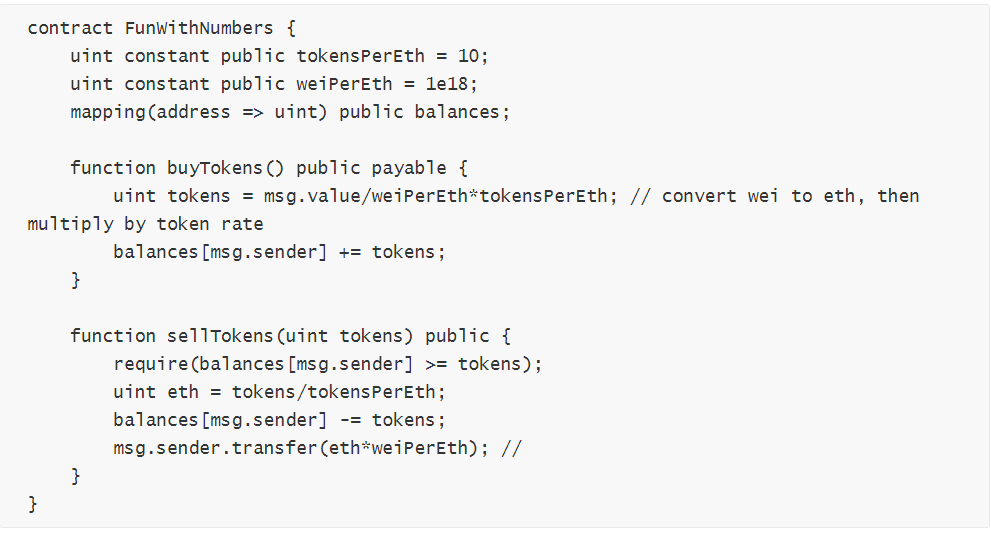 contract FunWithNumbers {
    uint constant public tokensPerEth = 10;
    uint constant public weiPerEth = 1e18;
    mapping(address => uint) public balances;

    function buyTokens() public payable {
        uint tokens = msg.value/weiPerEth*tokensPerEth; // convert wei to eth, then
multiply by token rate
        balances[msg.sender] += tokens;
    }

    function sellTokens(uint tokens) public {
        require(balances[msg.sender] >= tokens);
        uint eth = tokens/tokensPerEth;
        balances[msg.sender] -= tokens;
        msg.sender.transfer(eth*weiPerEth); //
    }
}